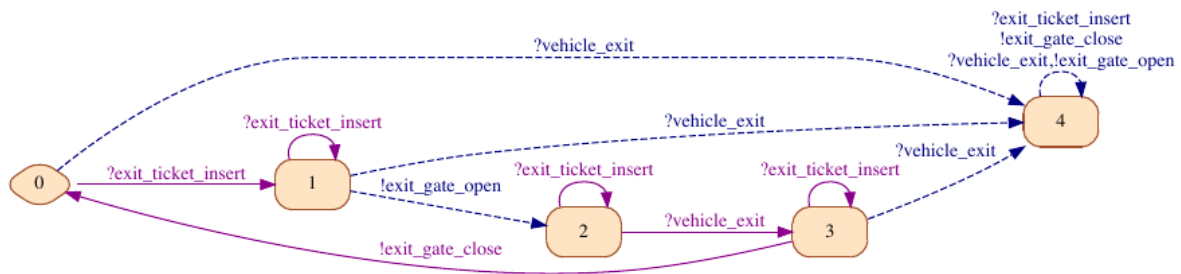 ?exit_ticket_insert
!exit_gate_close
?vehicle_exit,!exit_gate_open
?vehicle_exit
4
?exit_ticket_insert
?vehicle_exit
?vehicle_exit
0
?exit_ticket_insert
1
!exit_gate_open
?exit_ticket_insert
?exit_ticket_insert
2
?vehicle_exit
3
!exit_gate_close